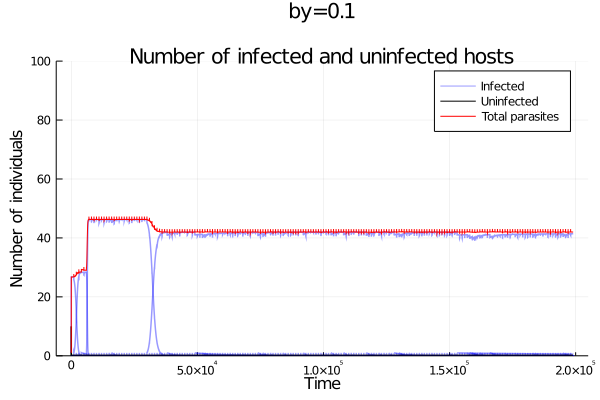 by=0.1
Number of infected and uninfected hosts
Number of individuals
100
80
60
40
20
0
Infected
Uninfected
Total parasites
0
5.0×10⁴
1.0×10⁵
1.5×10⁵
2.0×10⁵
Time